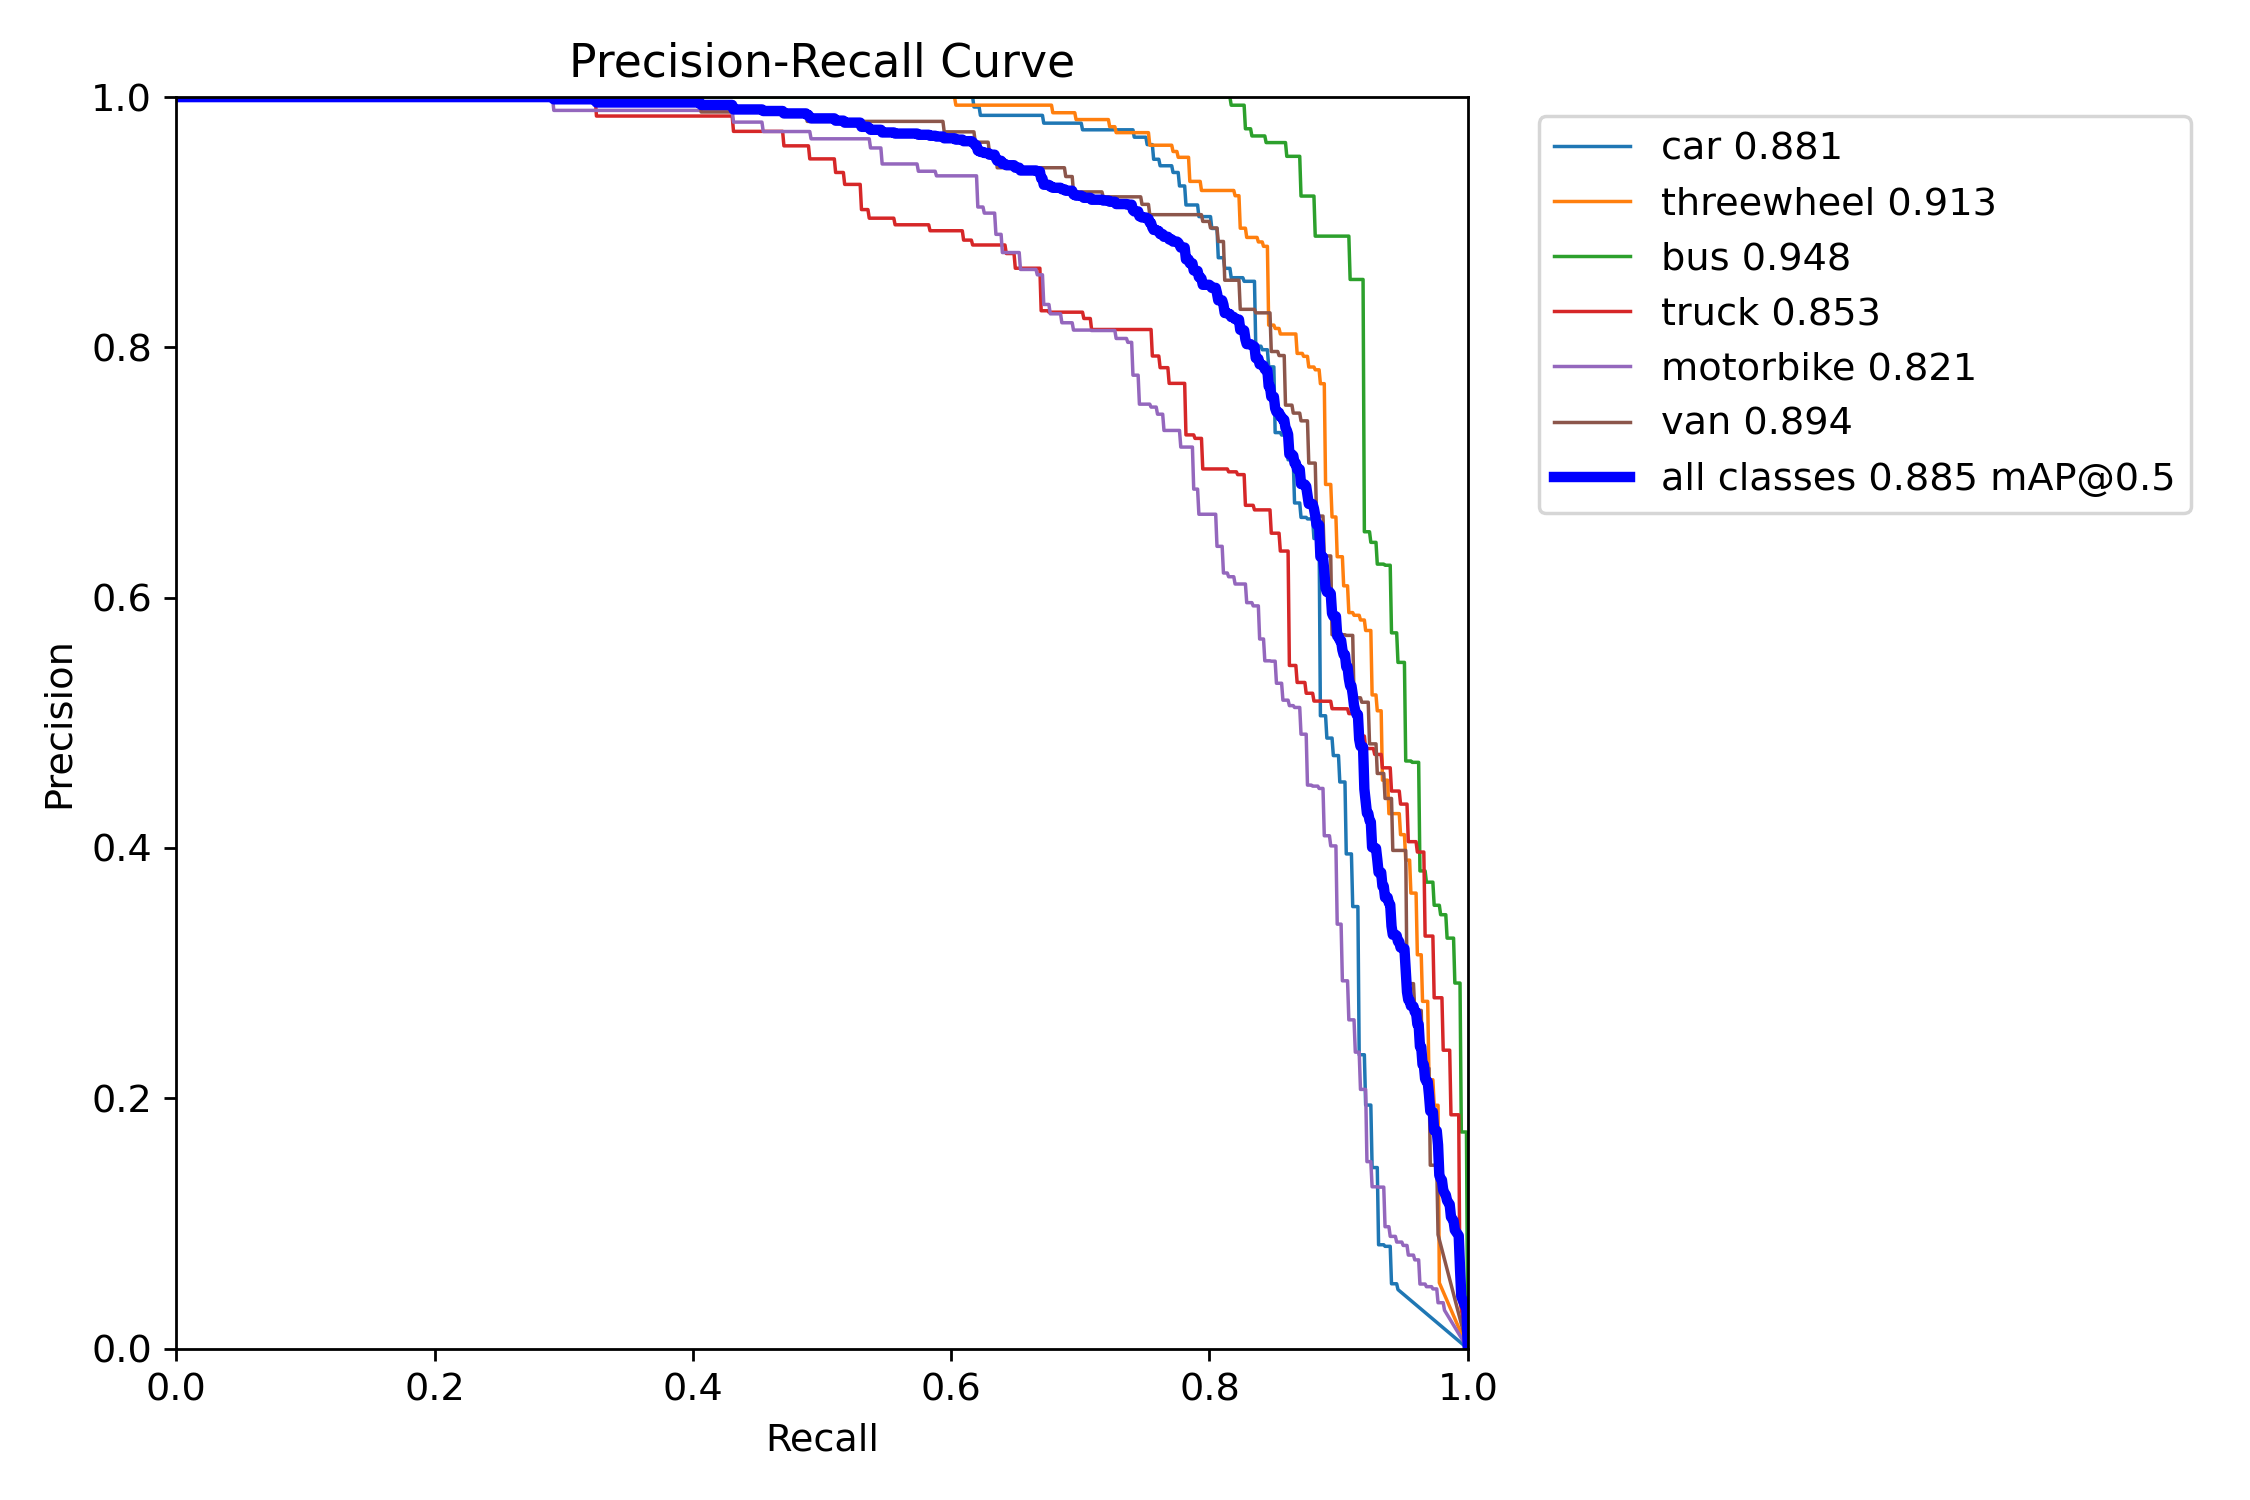 Precision-Recall Curve
1.0
0.8
0.6
0.4
0.2
0.0
Precision
0.0 0.2 0.4 0.6 0.8 1.0
Recall
car 0.881
threewheel 0.913
bus 0.948
truck 0.853
motorbike 0.821
van 0.894
all classes 0.885 mAP@0.5